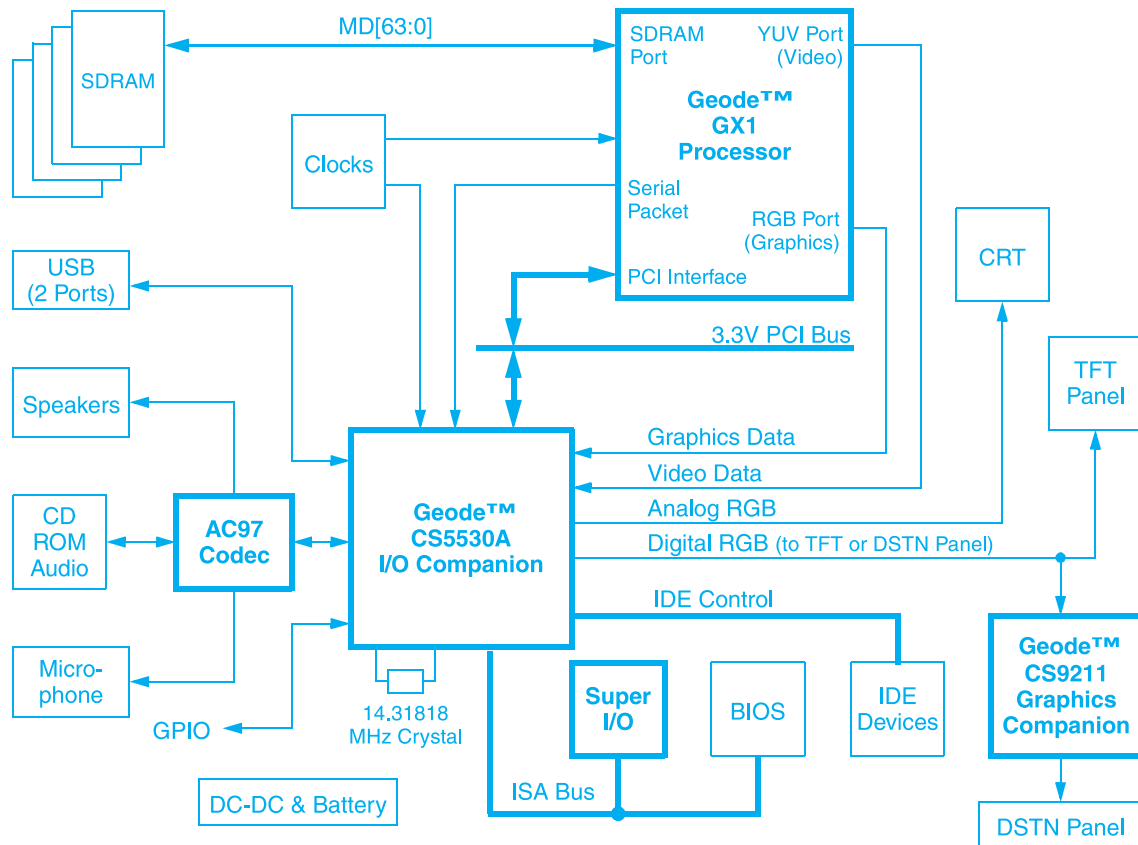 MD[63:0]
SDRAM
SDRAM
Port
YUV Port
(Video)
Geode™
GX1
Processor
Clocks
Serial
Packet
RGB Port
(Graphics)
PCI Interface
CRT
USB
(2 Ports)
3.3V PCI Bus
TFT
Panel
Speakers
Graphics Data
Video Data
Analog RGB
Digital RGB (to TFT or DSTN Panel)
CD
ROM
Audio
AC97
Codec
Geode™
CS5530A
I/O Companion
IDE Control
Geode™
CS9211
Graphics
Companion
Micro-
phone
GPIO
14.31818
MHz Crystal
Super
I/O
BIOS
IDE
Devices
DC-DC & Battery
ISA Bus
DSTN Panel